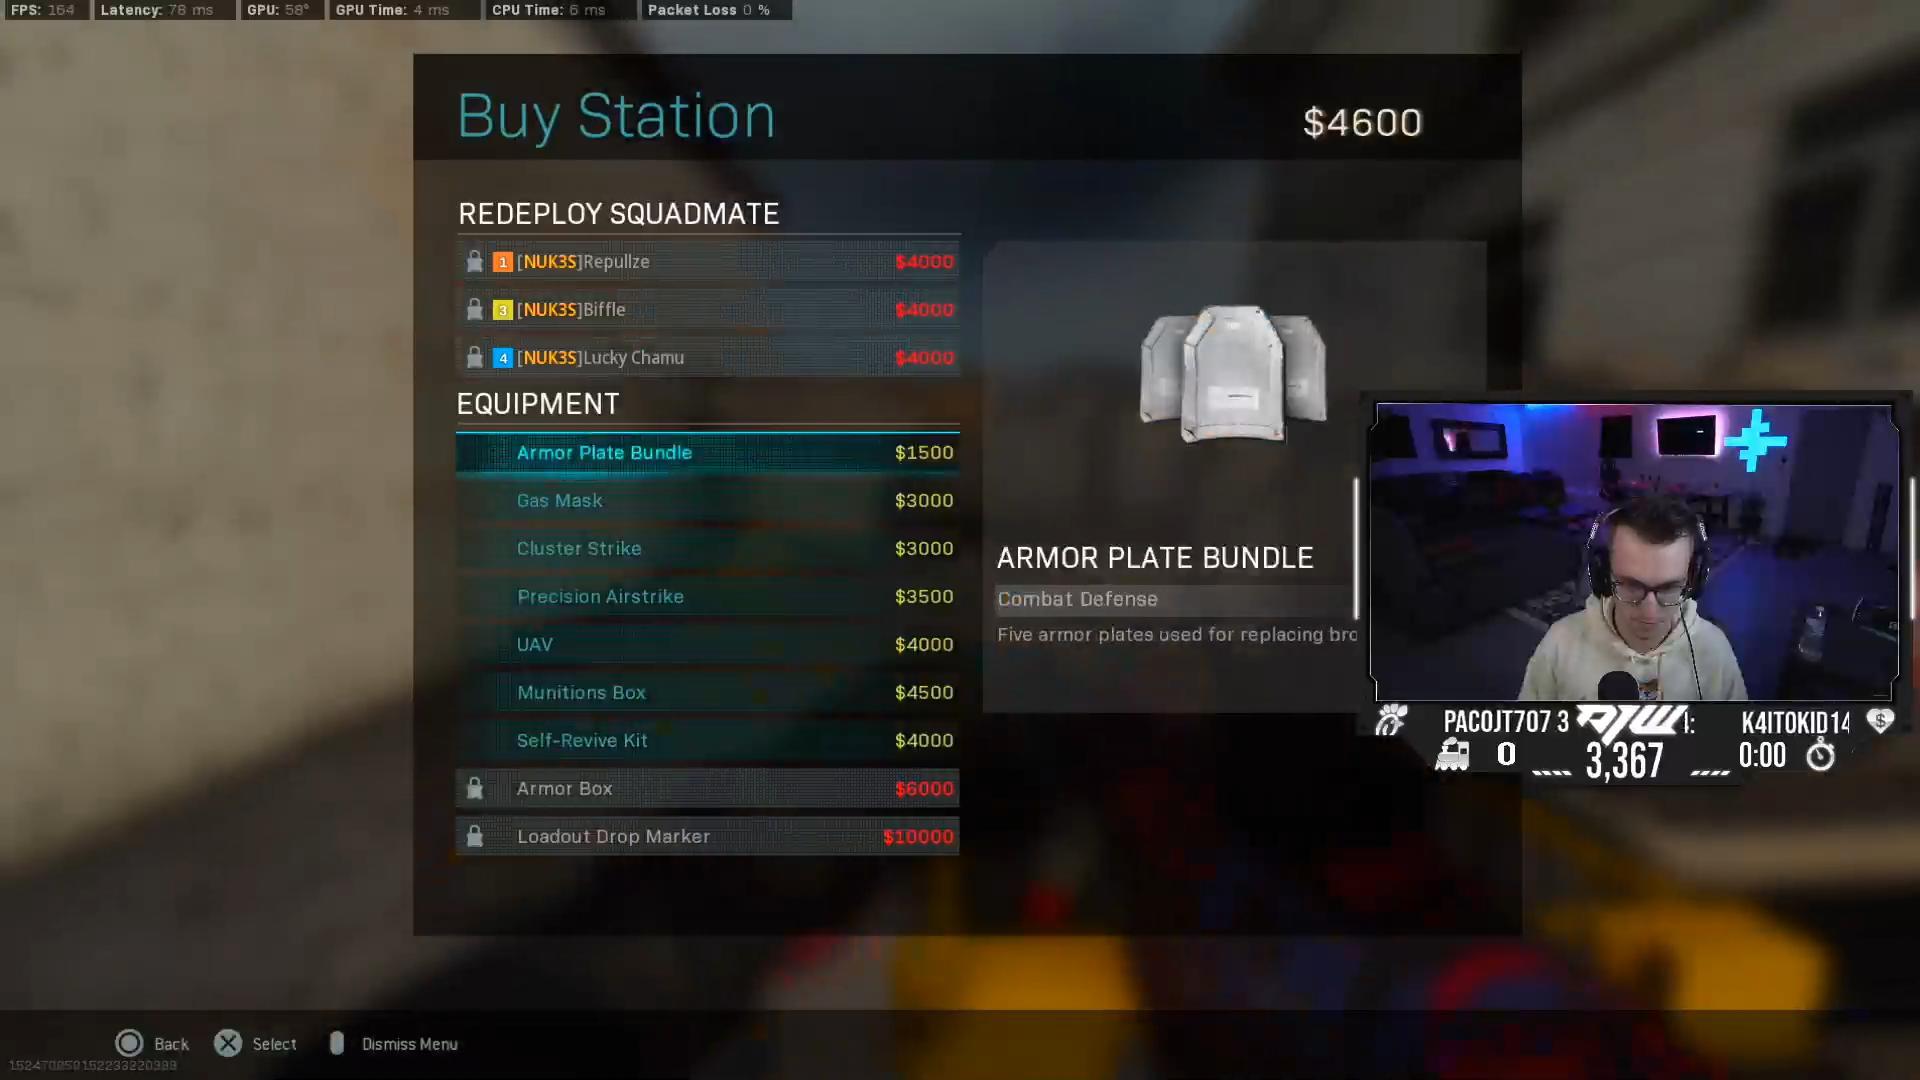 FPS: 164 Latency: 78 ms GPU: 58° GPU Time: 4 ms CPU Time: 6 ms Packet Loss 0 %
Buy Station $4600
REDEPLOY SQUADMATE
1 [NUK3S]Repullze $4000
3 [NUK3S]Biffle $4000
4 [NUK3S]Lucky Chamu $4000
EQUIPMENT
Armor Plate Bundle $1500
Gas Mask $3000
Cluster Strike $3000
Precision Airstrike $3500
UAV $4000
Munitions Box $4500
Self-Revive Kit $4000
Armor Box $6000
Loadout Drop Marker $10000
ARMOR PLATE BUNDLE
Combat Defense
Five armor plates used for replacing bro
PACOJT707 3 K4ITOKID14
0 3,367 0:00
Back Select Dismiss Menu